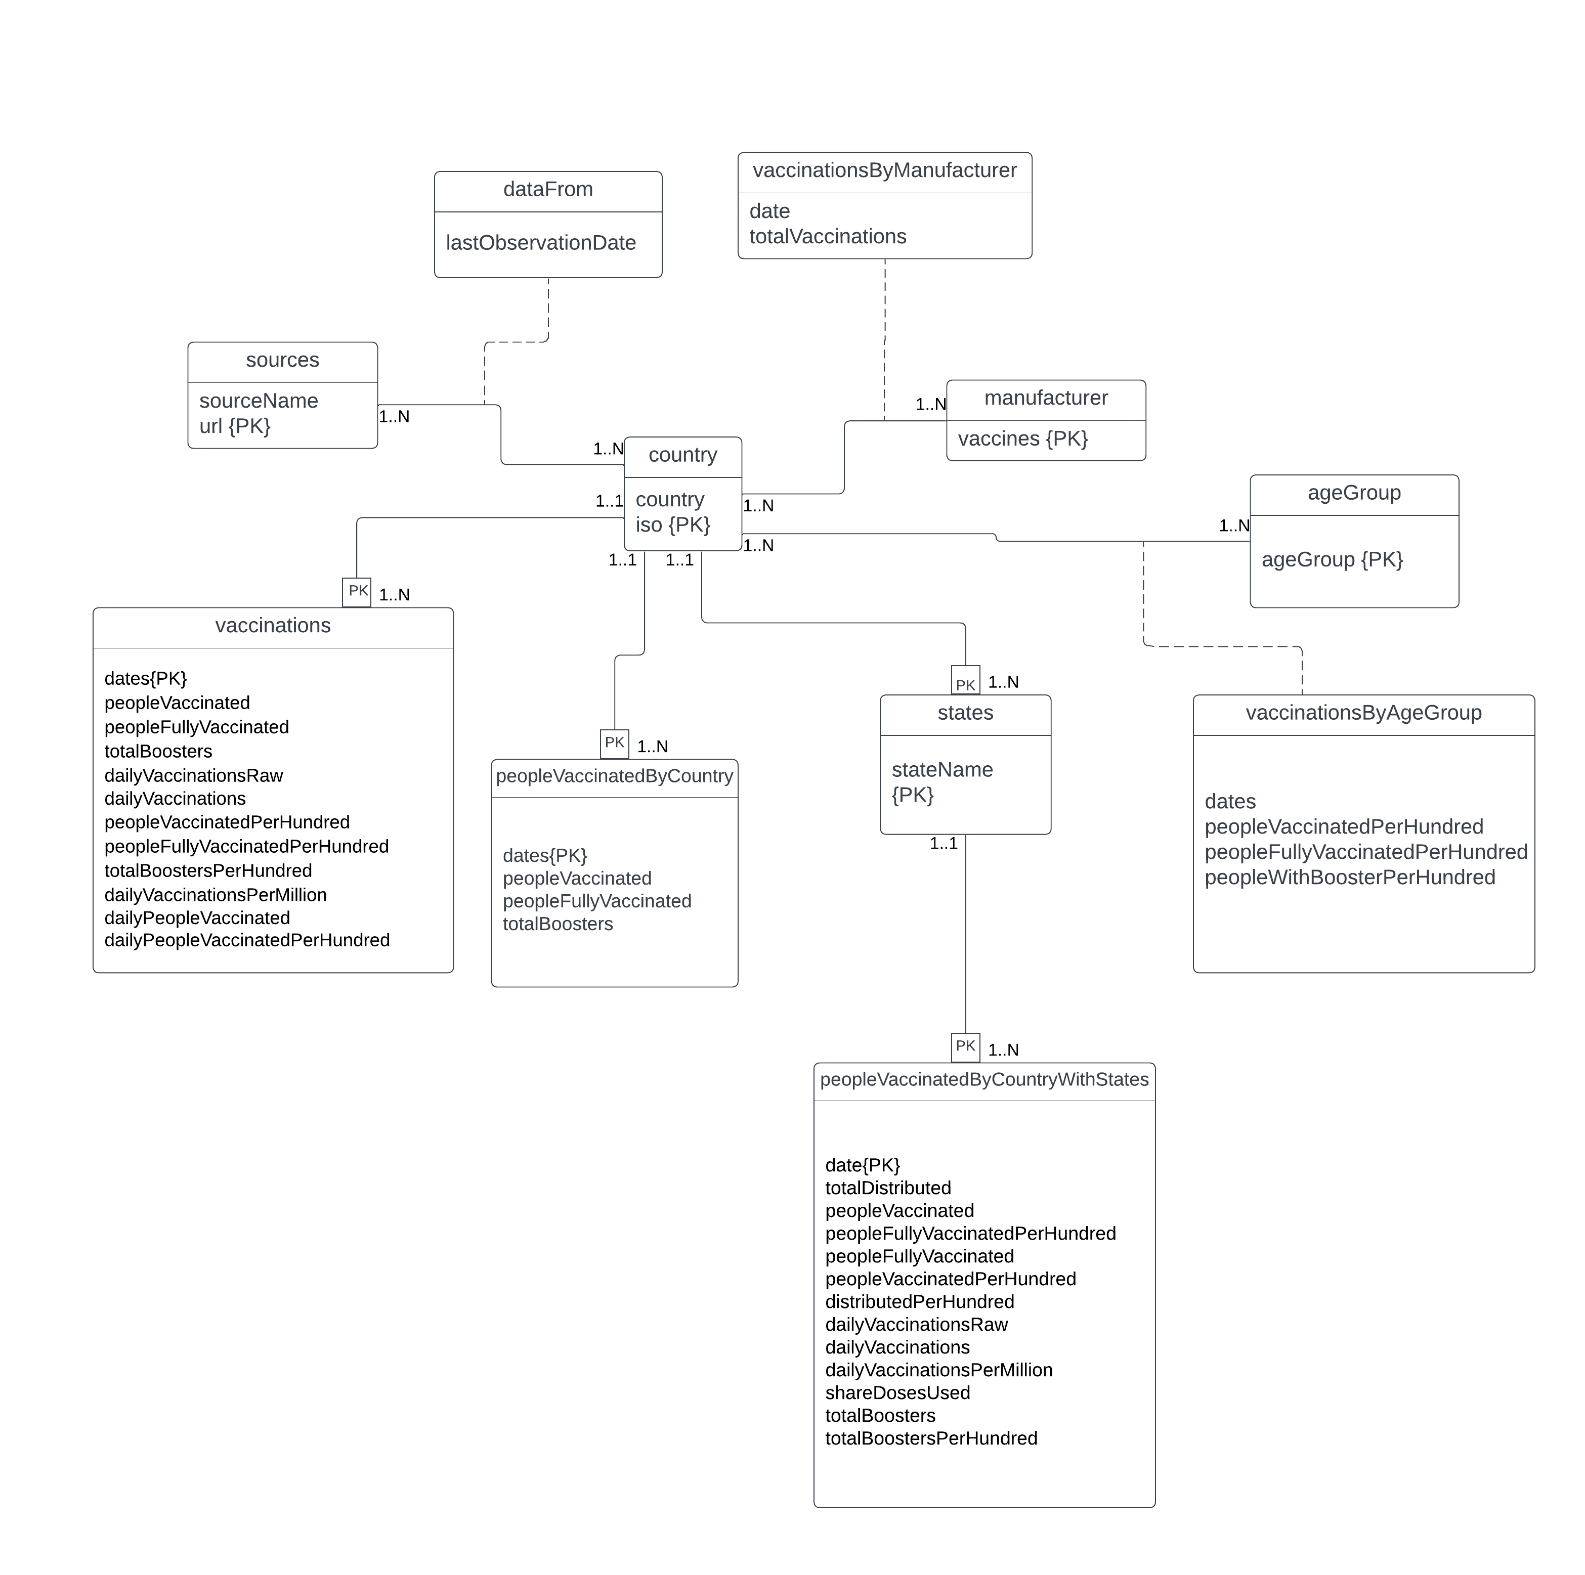 vaccinationsByManufacturer
date
totalVaccinations
dataFrom
lastObservationDate
sources
sourceName
url {PK}
1..N
1..N
manufacturer
vaccines {PK}
1..N
country
country
iso {PK}
1..1
1..N
1..N
1..1
1..1
ageGroup
ageGroup {PK}
1..N
PK
1..N
vaccinations
dates{PK}
peopleVaccinated
peopleFullyVaccinated
totalBoosters
dailyVaccinationsRaw
dailyVaccinations
peopleVaccinatedPerHundred
peopleFullyVaccinatedPerHundred
totalBoostersPerHundred
dailyVaccinationsPerMillion
dailyPeopleVaccinated
dailyPeopleVaccinatedPerHundred
PK
1..N
peopleVaccinatedByCountry
dates{PK}
peopleVaccinated
peopleFullyVaccinated
totalBoosters
PK
1..N
states
stateName
{PK}
1..1
vaccinationsByAgeGroup
dates
peopleVaccinatedPerHundred
peopleFullyVaccinatedPerHundred
peopleWithBoosterPerHundred
PK
1..N
peopleVaccinatedByCountryWithStates
date{PK}
totalDistributed
peopleVaccinated
peopleFullyVaccinatedPerHundred
peopleFullyVaccinated
peopleVaccinatedPerHundred
distributedPerHundred
dailyVaccinationsRaw
dailyVaccinations
dailyVaccinationsPerMillion
shareDosesUsed
totalBoosters
totalBoostersPerHundred